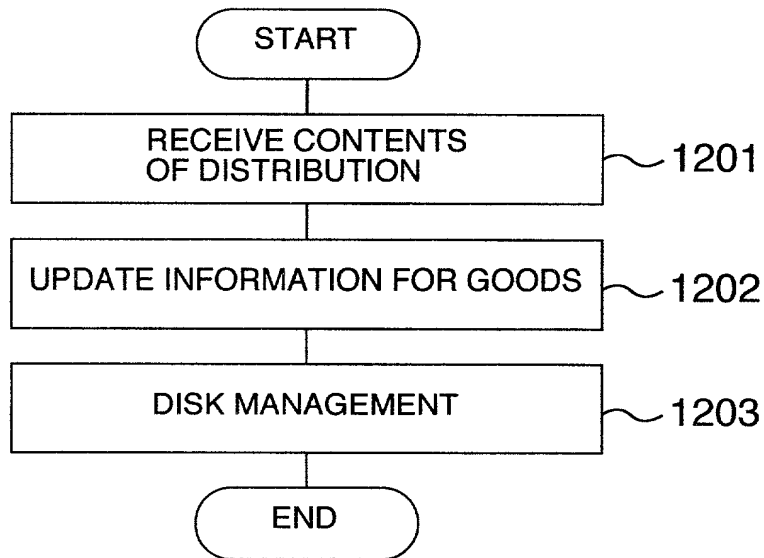 START
RECEIVE CONTENTS
OF DISTRIBUTION
1201
UPDATE INFORMATION FOR GOODS
1202
DISK MANAGEMENT
1203
END